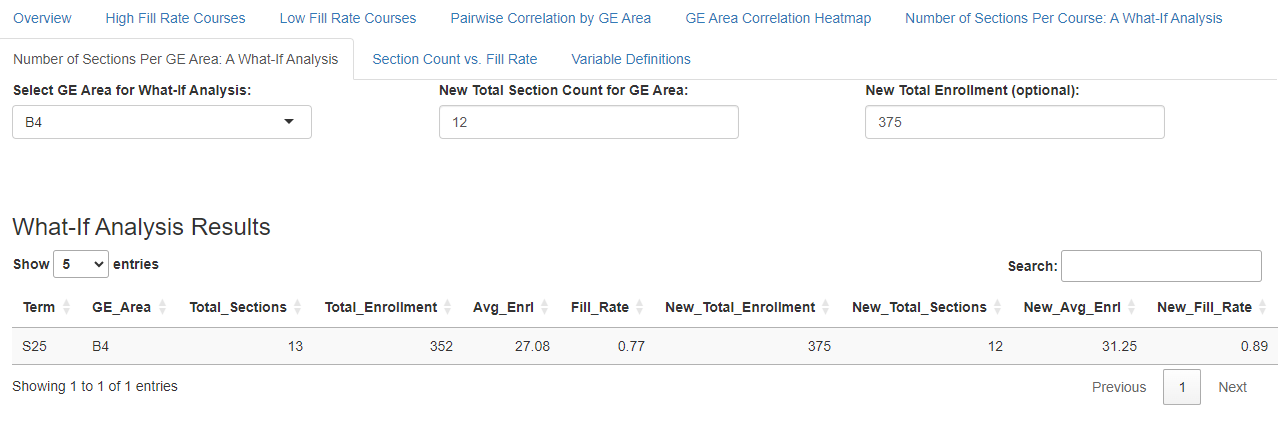 Overview High Fill Rate Courses Low Fill Rate Courses Pairwise Correlation by GE Area GE Area Correlation Heatmap Number of Sections Per Course: A What-If Analysis
Number of Sections Per GE Area: A What-If Analysis Section Count vs. Fill Rate Variable Definitions
Select GE Area for What-If Analysis: New Total Section Count for GE Area: New Total Enrollment (optional):
B4 12 375
What-If Analysis Results
Show 5 entries Search:
Term GE_Area Total_Sections Total_Enrollment Avg_Enrl Fill_Rate New_Total_Enrollment New_Total_Sections New_Avg_Enrl New_Fill_Rate
S25 B4 13 352 27.08 0.77 375 12 31.25 0.89
Showing 1 to 1 of 1 entries Previous 1 Next